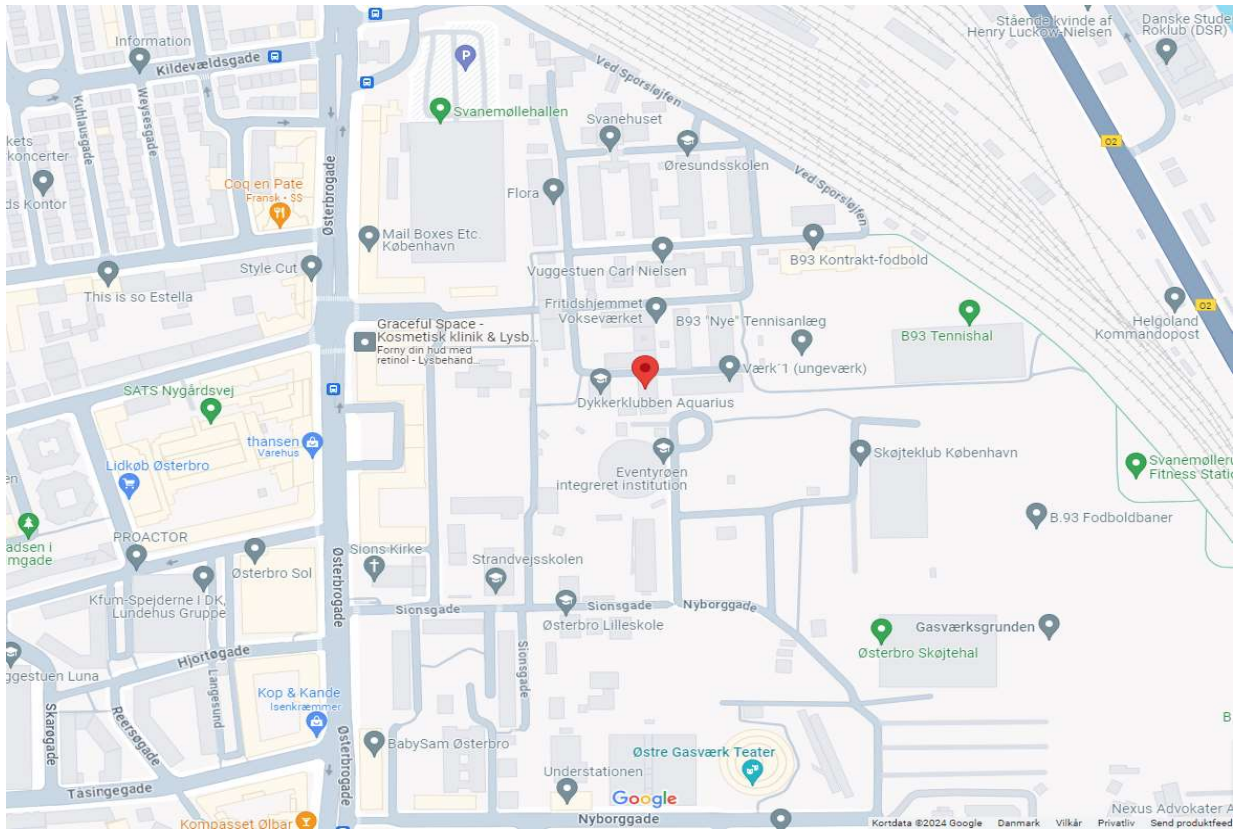 Information
Kildevældsgade
Kuhlausgade
Weysesgade
kets
koncerter
ds Kontor
Coq en Pate
Fransk • $$
Østerbrogade
Style Cut
This is so Estella
P
Svanemøllehallen
Mail Boxes Etc.
København
Ved Sporsløjfen
Svanehuset
Øresundsskolen
Flora
Ved Sporsløjfen
Stående kvinde af
Henry Luckow-Nielsen
Danske Stude
Roklub (DSR)
02
Vuggestuen Carl Nielsen
B93 Kontrakt-fodbold
Fritidshjemmet
Vokseværket
B93 "Nye" Tennisanlæg
B93 Tennishal
02
Helgoland
Kommandopost
Graceful Space -
Kosmetisk klinik & Lysb...
Forny din hud med
retinol - Lysbehand...
Værk´1 (ungeværk)
Dykkerklubben Aquarius
SATS Nygårdsvej
thansen
Varehus
Lidkøb Østerbro
en
adsen i
mgade
PROACTOR
Østerbro Sol
Østerbrogade
Eventyrøen
integreret institution
Skøjteklub København
Svanemølleru
Fitness Static
B.93 Fodboldbaner
Sions Kirke
Strandvejsskolen
Kfum-Spejderne I DK,
Lundehus Gruppe
Sionsgade
Sionsgade
Nyborggade
Østerbro Lilleskole
Gasværksgrunden
Østerbro Skøjtehal
Hjortøgade
ggestuen Luna
Langesund
Sionsgade
Skarøgade
Reersøgade
Kop & Kande
Isenkræmmer
Østerbrogade
BabySam Østerbro
Østre Gasværk Teater
B
Understationen
Tåsingegade
Kompasset Ølbar
Google
Nyborggade
Nexus Advokater A
Kortdata ©2024 Google Danmark Vilkår Privatliv Send produktfeed